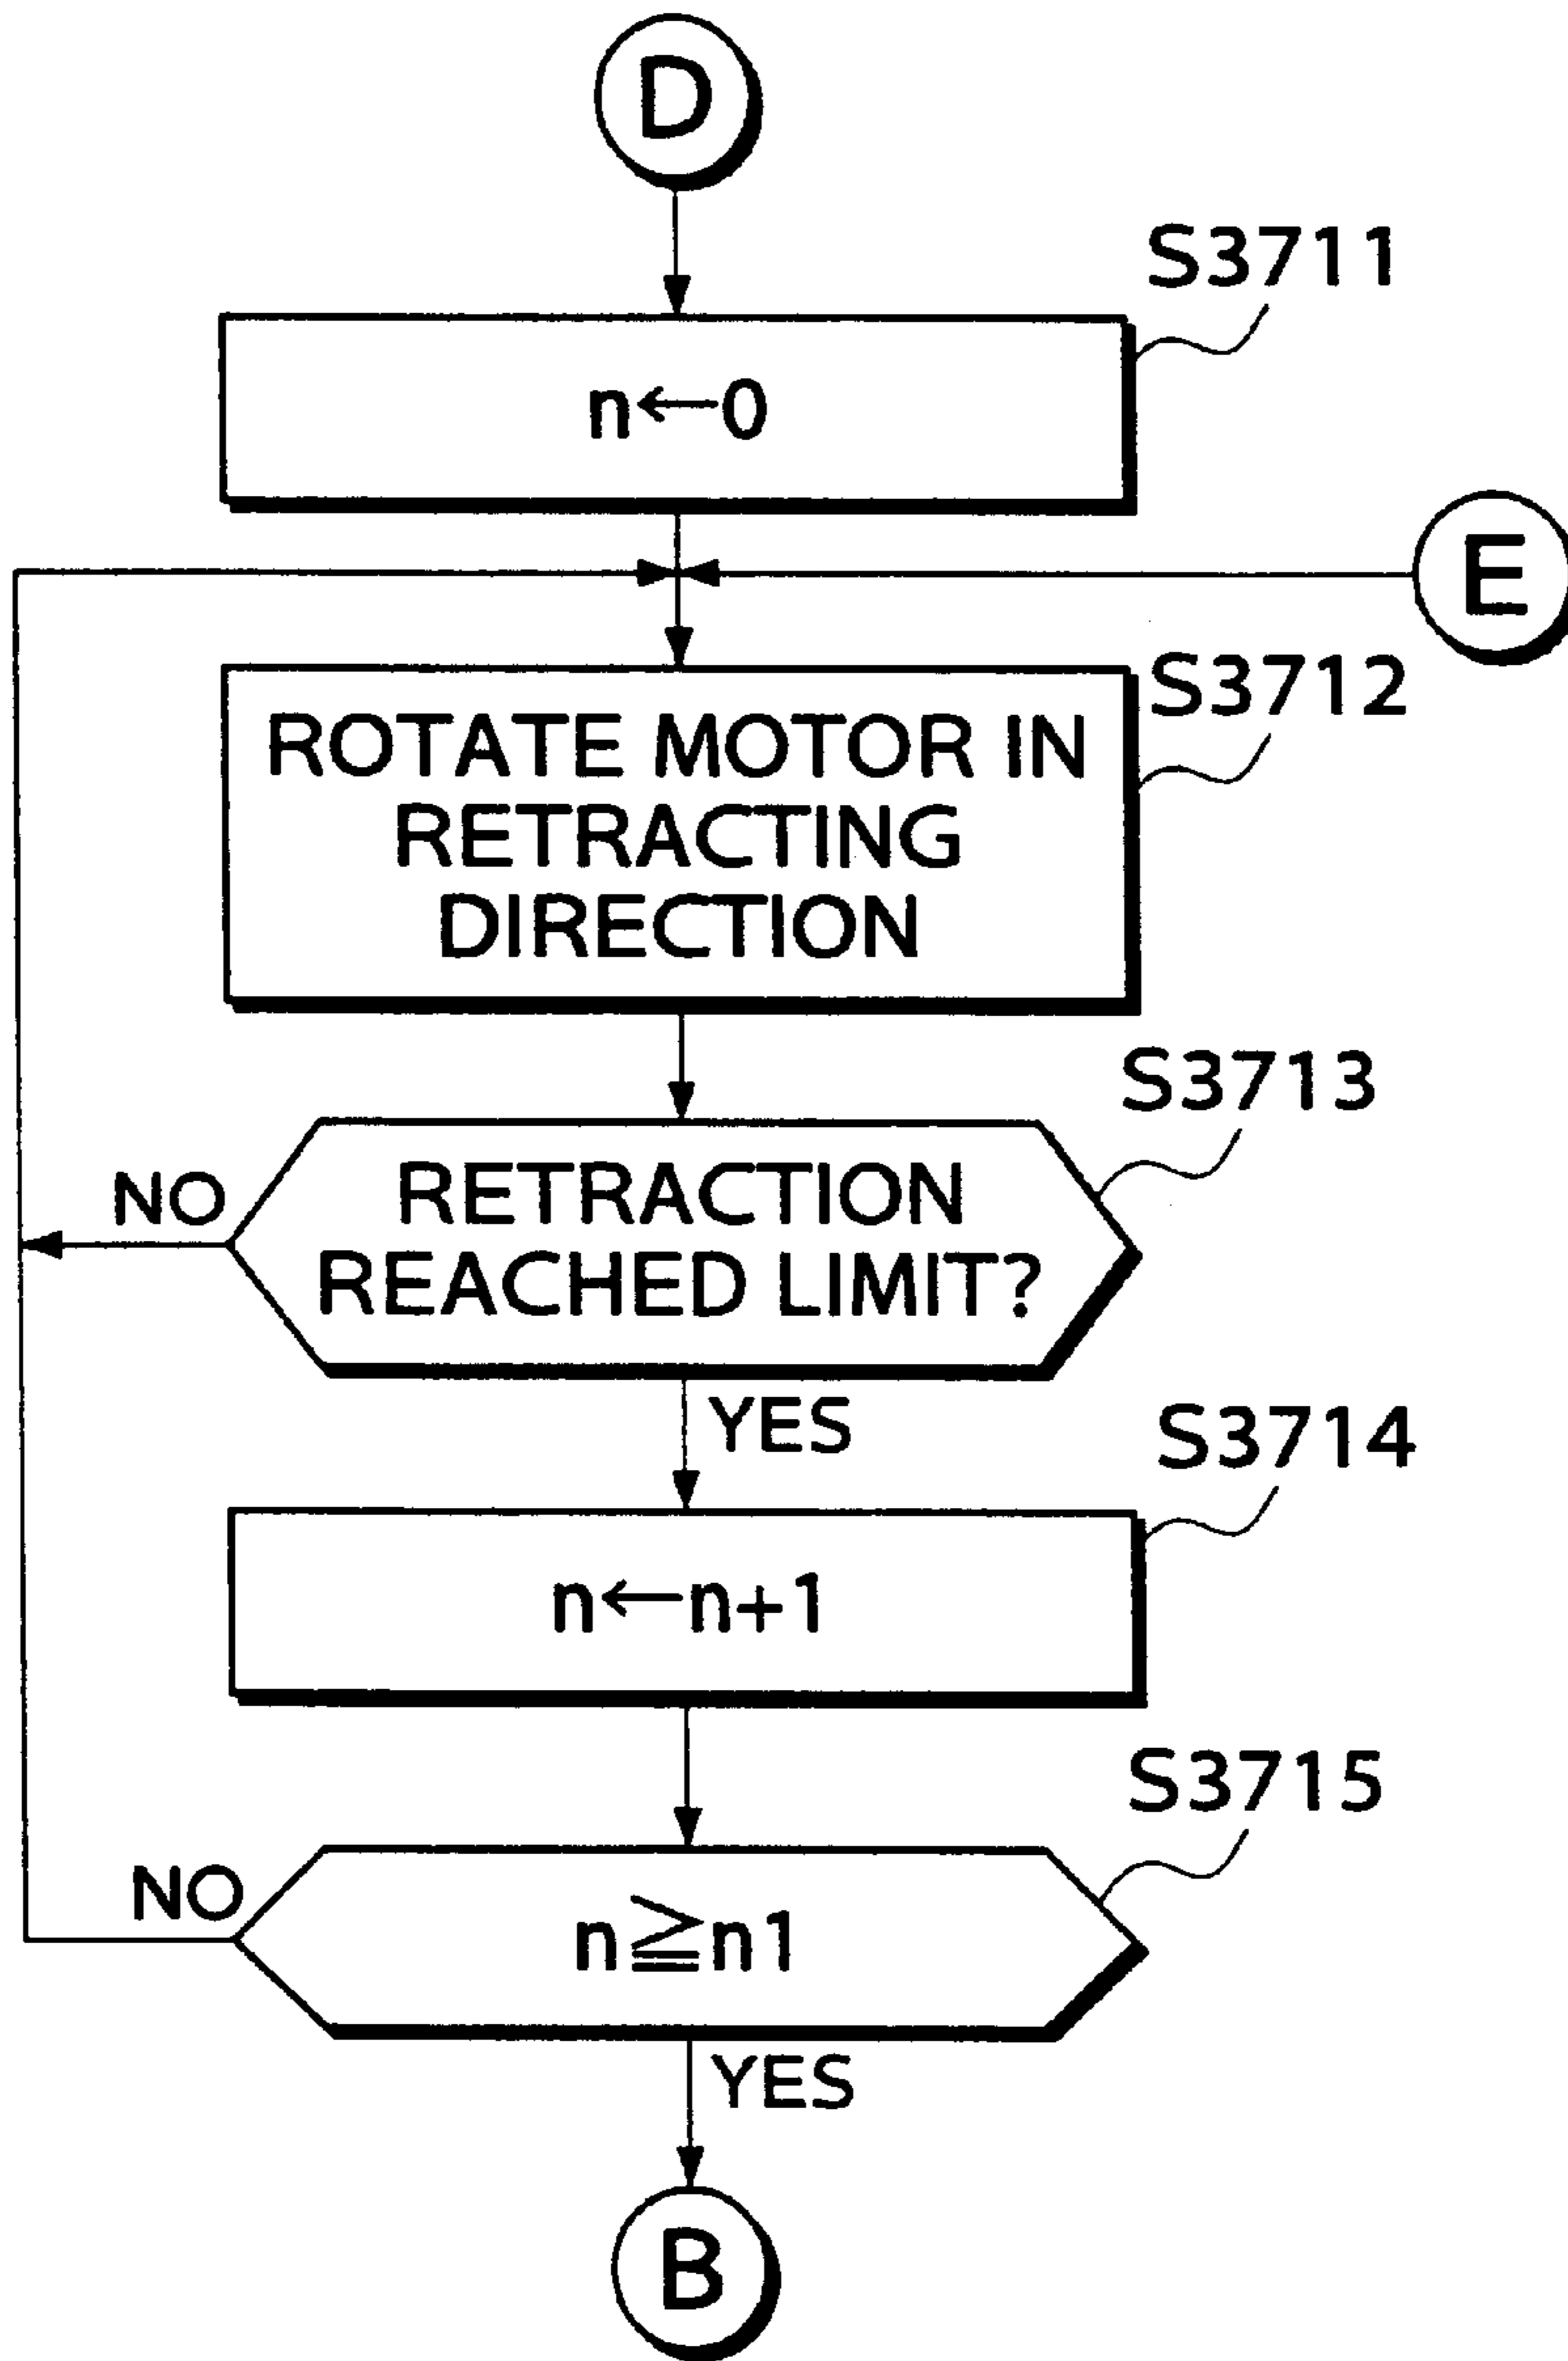 D
S3711
n←0
E
S3712
ROTATE MOTOR IN
RETRACTING
DIRECTION
S3713
NO
RETRACTION
REACHED LIMIT?
YES
S3714
n←n+1
S3715
NO
n≧n1
YES
B